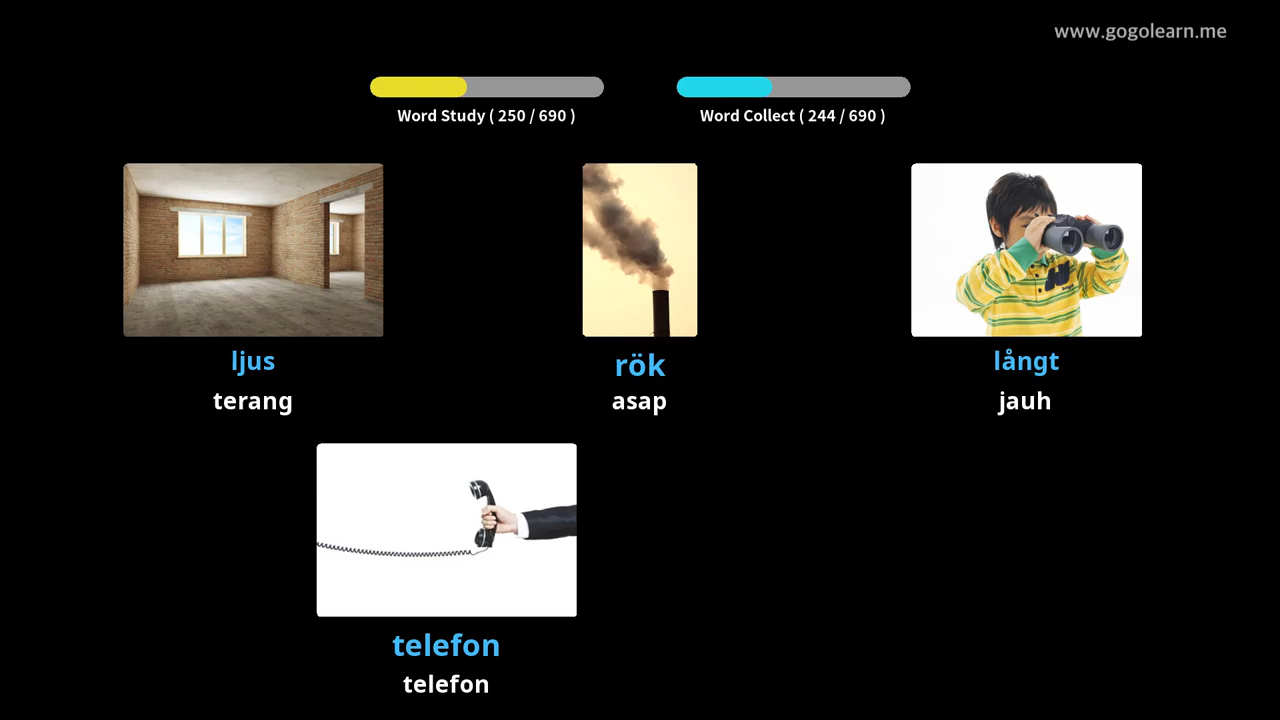 www.gogolearn.me
Word Study ( 250 / 690 )
Word Collect ( 244 / 690 )
ljus
terang
rök
asap
långt
jauh
telefon
telefon